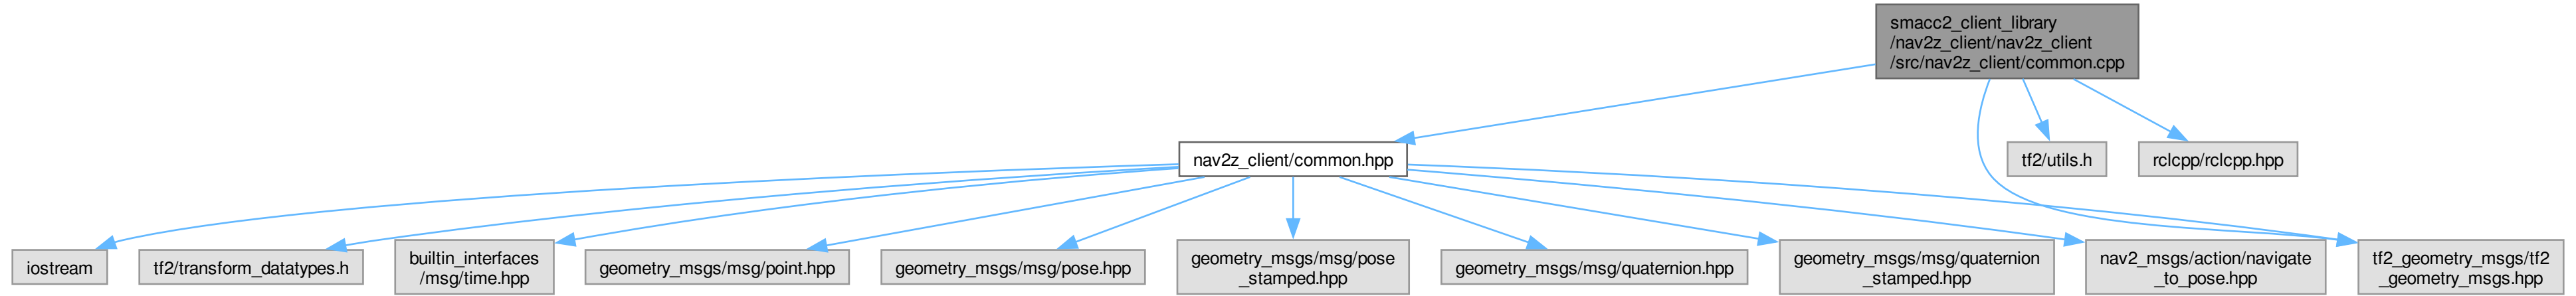 smacc2_client_library
/nav2z_client/nav2z_client
/src/nav2z_client/common.cpp
nav2z_client/common.hpp
tf2/utils.h
rclcpp/rclcpp.hpp
iostream
tf2/transform_datatypes.h
builtin_interfaces
/msg/time.hpp
geometry_msgs/msg/point.hpp
geometry_msgs/msg/pose.hpp
geometry_msgs/msg/pose
_stamped.hpp
geometry_msgs/msg/quaternion.hpp
geometry_msgs/msg/quaternion
_stamped.hpp
nav2_msgs/action/navigate
_to_pose.hpp
tf2_geometry_msgs/tf2
_geometry_msgs.hpp